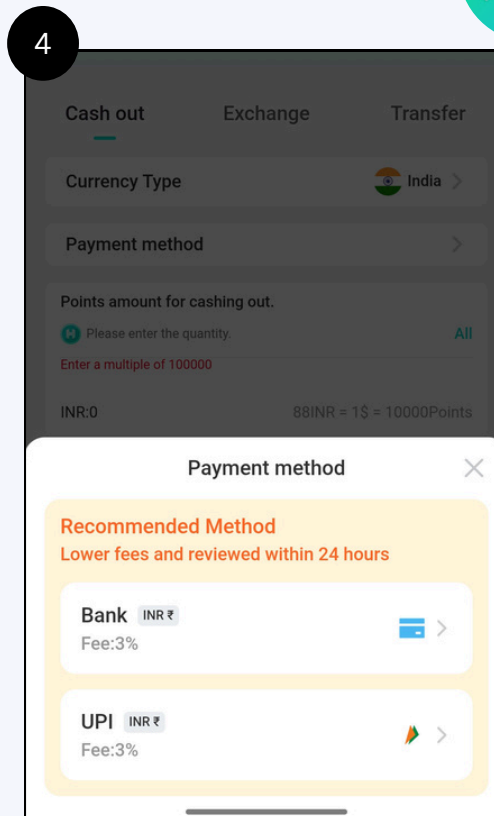 4
Cash out Exchange Transfer
Currency Type India
Payment method
Points amount for cashing out.
H Please enter the quantity. All
Enter a multiple of 100000
INR:0 88INR = 1$ = 10000Points
Payment method
Recommended Method
Lower fees and reviewed within 24 hours
Bank INR ₹
Fee:3%
UPI INR ₹
Fee:3%